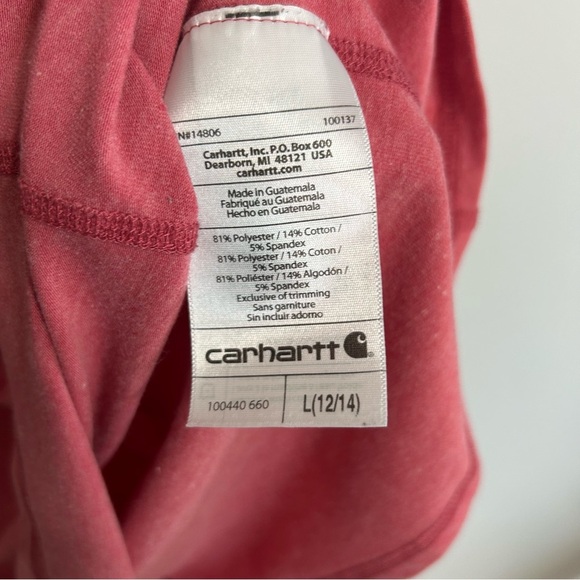 N#14806 100137
Carhartt, Inc. P.O. Box 600
Dearborn, MI 48121 USA
carhartt.com
Made in Guatemala
Fabriqué au Guatemala
Hecho en Guatemala
81% Polyester / 14% Cotton /
5% Spandex
81% Polyester / 14% Coton /
5% Spandex
81% Poliéster / 14% Algodón /
5% Spandex
Exclusive of trimming
Sans garniture
Sin incluir adorno
carhartt
100440 660 L(12/14)